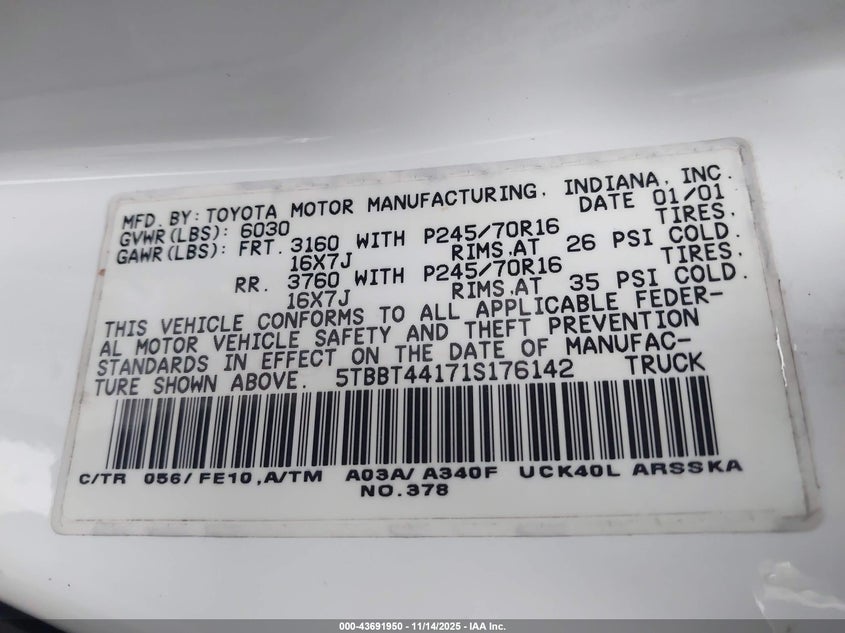 MFD. BY: TOYOTA MOTOR MANUFACTURING, INDIANA, INC.
GVWR(LBS): 6030 DATE 01/01
GAWR(LBS): FRT. 3160 WITH P245/70R16 TIRES,
16X7J RIMS,AT 26 PSI COLD.
RR. 3760 WITH P245/70R16 TIRES,
16X7J RIMS,AT 35 PSI COLD.
THIS VEHICLE CONFORMS TO ALL APPLICABLE FEDER-
AL MOTOR VEHICLE SAFETY AND THEFT PREVENTION
STANDARDS IN EFFECT ON THE DATE OF MANUFAC-
TURE SHOWN ABOVE. 5TBBT44171S176142 TRUCK
C/TR 056/FE10,A/TM A03A/A340F UCK40L ARSSKA
NO.378
000-43691950 - 11/14/2025 - IAA Inc.